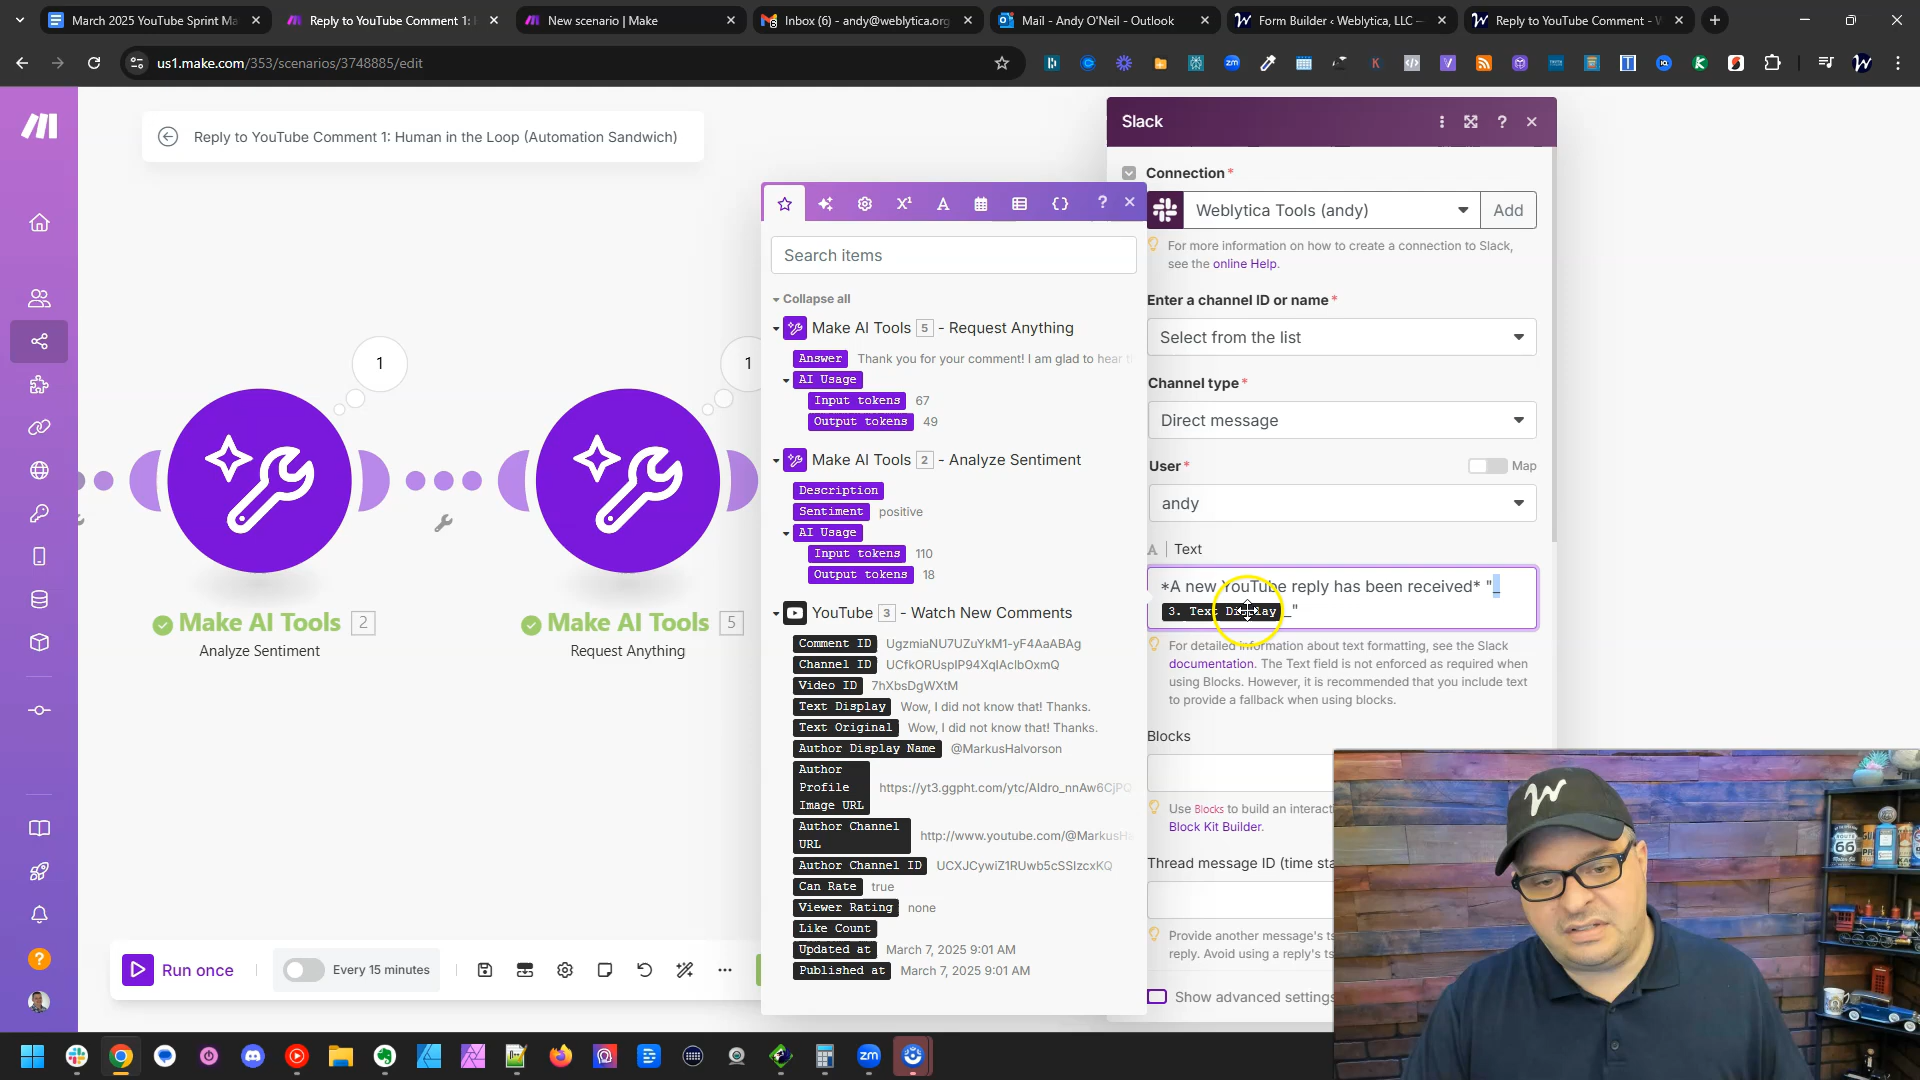 March 2025 YouTube Sprint Ma
Reply to YouTube Comment 1:
New scenario | Make
Inbox (6) - andy@weblytica.org
Mail - Andy O'Neil - Outlook
Form Builder ‹ Weblytica, LLC —
Reply to YouTube Comment - W
us1.make.com/353/scenarios/3748885/edit
Reply to YouTube Comment 1: Human in the Loop (Automation Sandwich)
Slack
Connection*
Weblytica Tools (andy)
Add
For more information on how to create a connection to Slack,
see the online Help.
Enter a channel ID or name*
Select from the list
Channel type*
Direct message
User*
Map
andy
A | Text
*A new YouTube reply has been received* "_
3. Text Display _"
For detailed information about text formatting, see the Slack
documentation. The Text field is not enforced as required when
using Blocks. However, it is recommended that you include text
to provide a fallback when using blocks.
Blocks
Use Blocks to build an interact
Block Kit Builder.
Thread message ID (time sta
Provide another message's ts
reply. Avoid using a reply's ts
Show advanced settings
Search items
Collapse all
Make AI Tools 5 - Request Anything
Answer Thank you for your comment! I am glad to hear t
AI Usage
Input tokens 67
Output tokens 49
Make AI Tools 2 - Analyze Sentiment
Description
Sentiment positive
AI Usage
Input tokens 110
Output tokens 18
YouTube 3 - Watch New Comments
Comment ID UgzmiaNU7UZuYkM1-yF4AaABAg
Channel ID UCfkORUspIP94XqIAclbOxmQ
Video ID 7hXbsDgWXtM
Text Display Wow, I did not know that! Thanks.
Text Original Wow, I did not know that! Thanks.
Author Display Name @MarkusHalvorson
Author
Profile
Image URL
https://yt3.ggpht.com/ytc/AIdro_nnAw6CjPQ
Author Channel
URL
http://www.youtube.com/@MarkusHa
Author Channel ID UCXJCywiZ1RUwb5cSSIzcxKQ
Can Rate true
Viewer Rating none
Like Count
Updated at March 7, 2025 9:01 AM
Published at March 7, 2025 9:01 AM
1
1
Make AI Tools 2
Analyze Sentiment
Make AI Tools 5
Request Anything
Run once
Every 15 minutes
ROUTE
66
zm